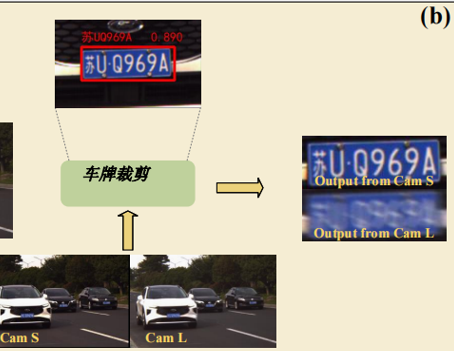 (b)
苏UQ969A 0.890
苏U·Q969A
车牌裁剪
苏U·Q969A
Output from Cam S
Output from Cam L
Cam S
Cam L